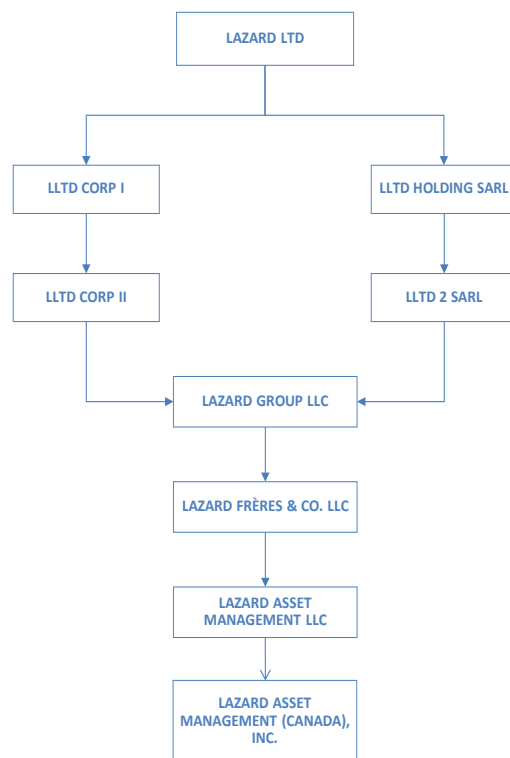 LAZARD LTD
LLTD CORP I
LLTD HOLDING SARL
LLTD CORP II
LLTD 2 SARL
LAZARD GROUP LLC
LAZARD FRÈRES & CO. LLC
LAZARD ASSET
MANAGEMENT LLC
LAZARD ASSET
MANAGEMENT (CANADA),
INC.